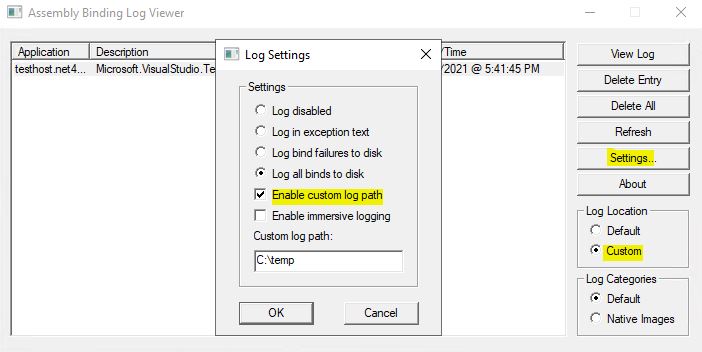 Assembly Binding Log Viewer
Application
Description
/Time
testhost.net4...
Microsoft.VisualStudio.Te
/2021 @ 5:41:45 PM
Log Settings
Settings
Log disabled
Log in exception text
Log bind failures to disk
Log all binds to disk
Enable custom log path
Enable immersive logging
Custom log path:
C:\temp
OK
Cancel
View Log
Delete Entry
Delete All
Refresh
Settings...
About
Log Location
Default
Custom
Log Categories
Default
Native Images